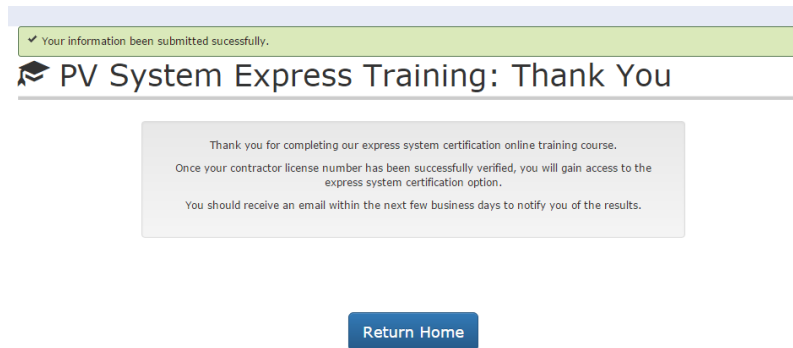 Your information been submitted sucessfully.
PV System Express Training: Thank You
Thank you for completing our express system certification online training course.
Once your contractor license number has been successfully verified, you will gain access to the
express system certification option.
You should receive an email within the next few business days to notify you of the results.
Return Home